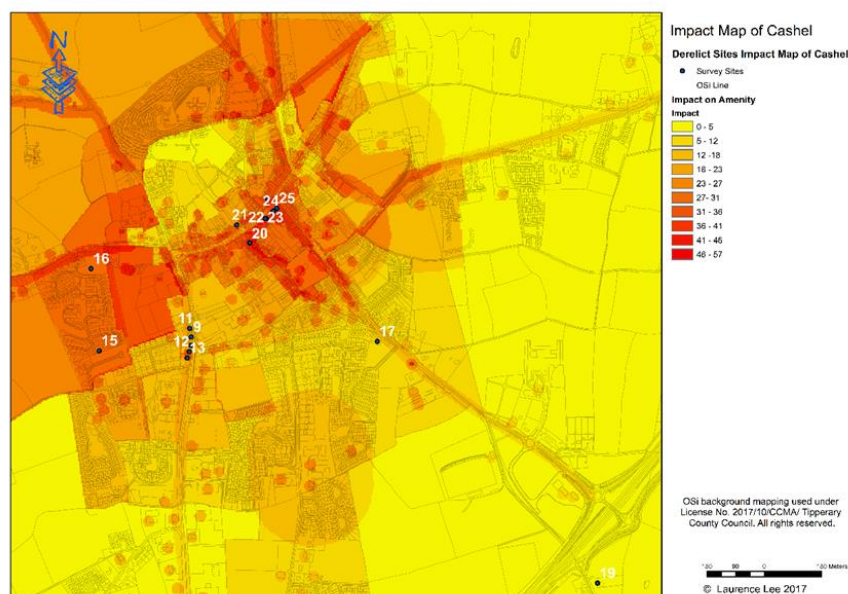 Impact Map of Cashel
Derelict Sites Impact Map of Cashel
Survey Sites
OSi Line
Impact on Amenity
Impact
0 - 5
5 - 12
12 - 18
16 - 23
23 - 27
27 - 31
31 - 36
36 - 41
41 - 46
46 - 57
N
24 25
21 22 23
20
16
11
9
17
12 13
15
19
OSi background mapping used under
License No. 2017/10/CCMA/ Tipperary
County Council. All rights reserved.
Meters
© Laurence Lee 2017